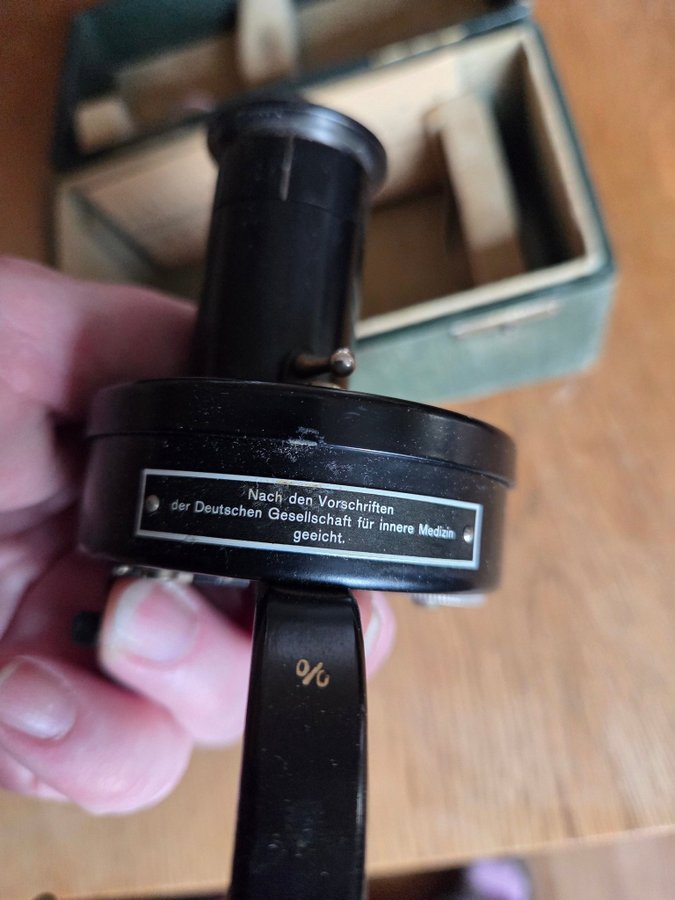 Nach den Vorschriften
der Deutschen Gesellschaft für innere Medizin
geeicht.
%